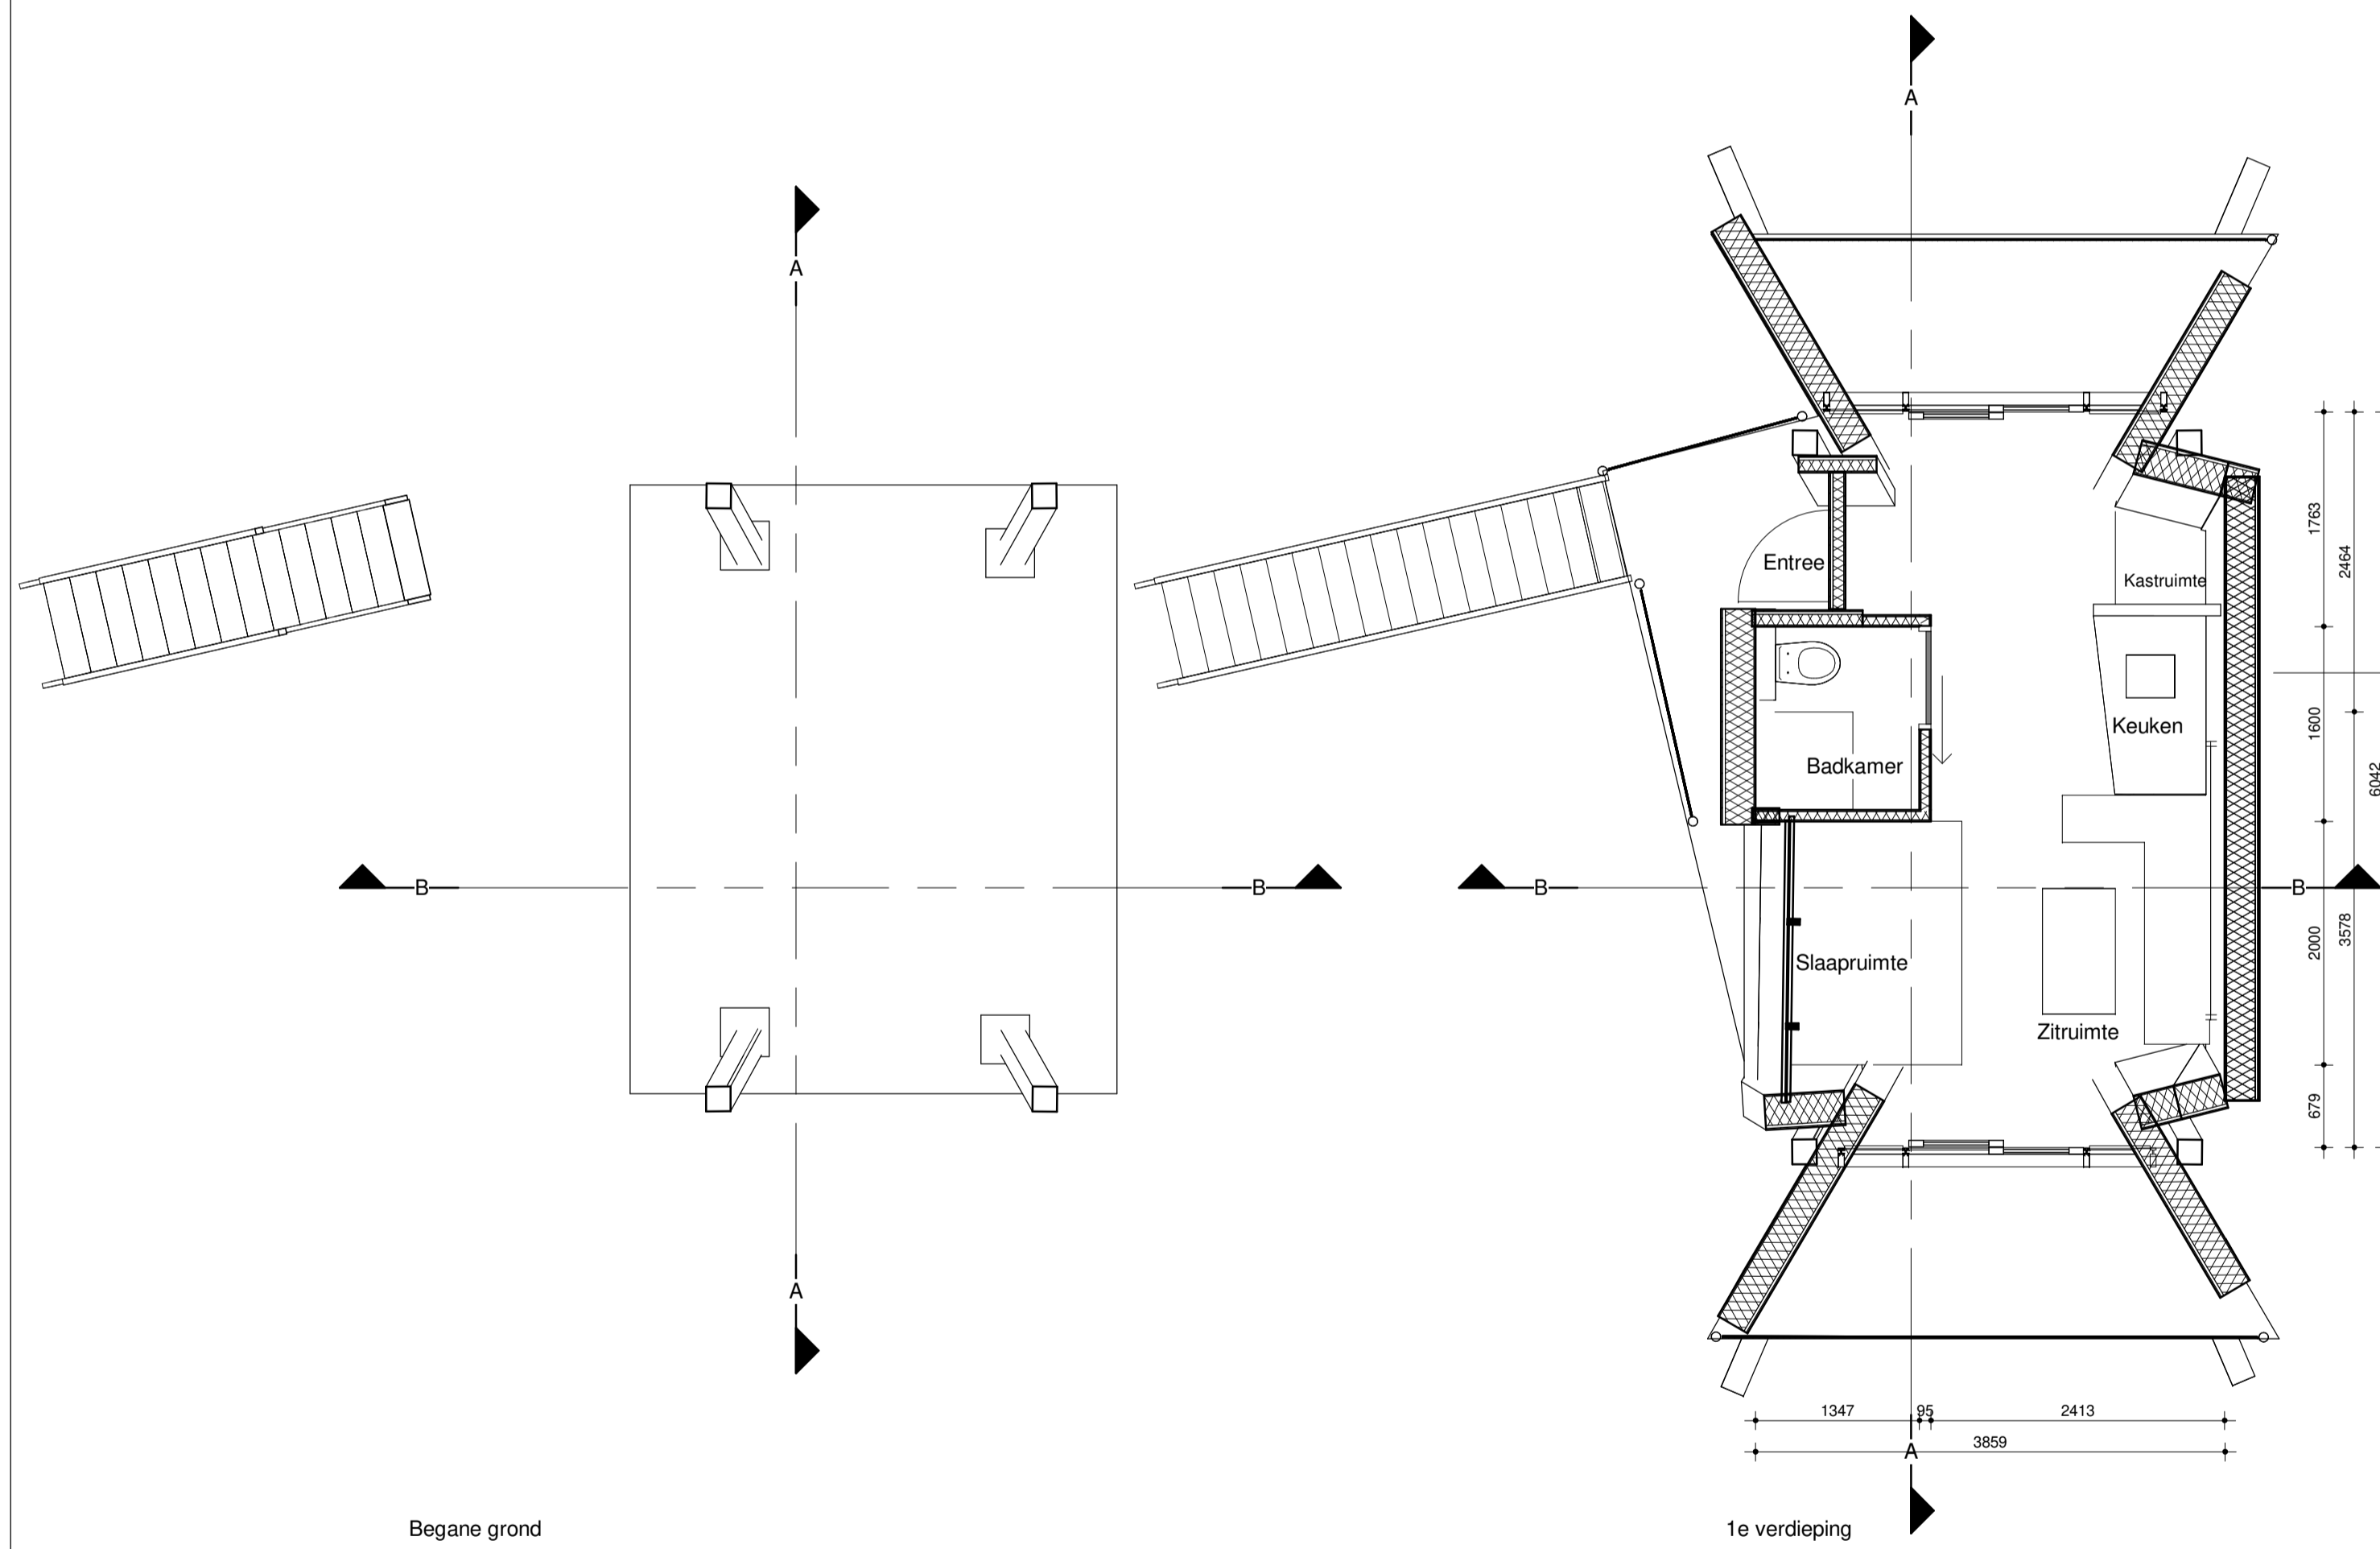 A
A
A
B
B
B
B
A
Entree
Kastruimte
Keuken
Badkamer
Slaapruimte
Zitruimte
1763
2464
1600
6042
2000
3578
679
1347
95
2413
3859
A
Begane grond
1e verdieping